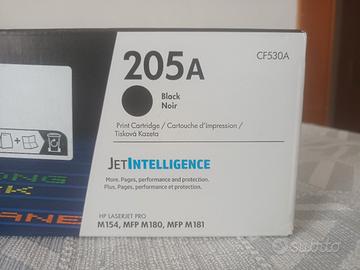 205A
CF530A
Black
Noir
Print Cartridge / Cartouche d'impression /
Tisková Kazeta
JETINTELLIGENCE
More. Pages, performance and protection.
Plus. Pages, performance et protection.
HP LASERJET PRO
M154, MFP M180, MFP M181
subito